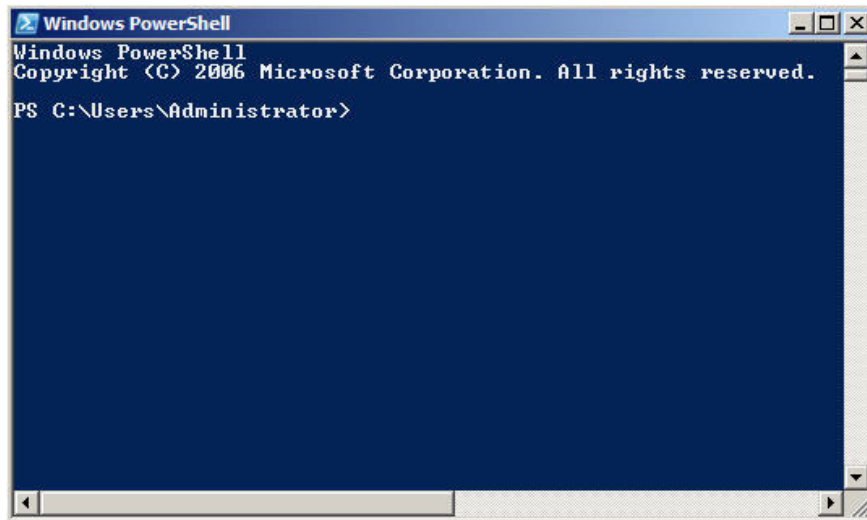 Windows PowerShell
Windows PowerShell
Copyright (C) 2006 Microsoft Corporation. All rights reserved.
PS C:\Users\Administrator>